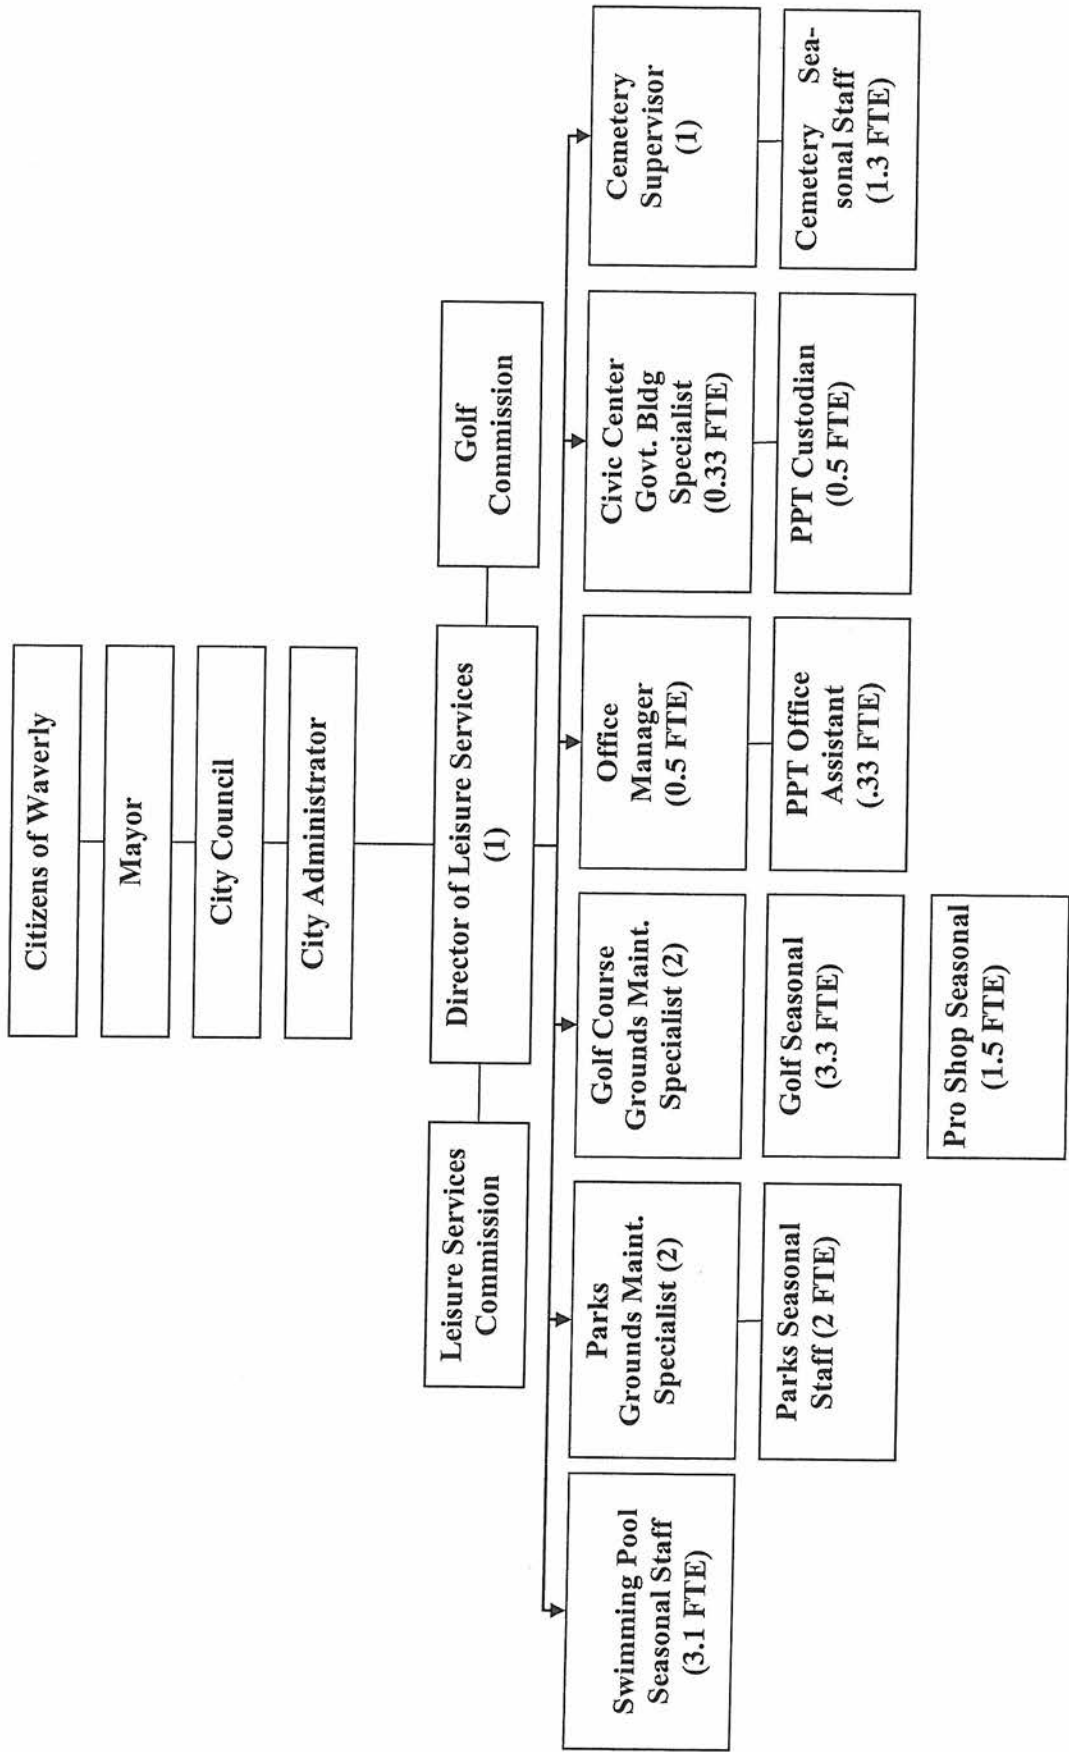 Citizens of Waverly
Mayor
City Council
City Administrator
Leisure Services
Commission
Director of Leisure Services
(1)
Golf
Commission
Swimming Pool
Seasonal Staff
(3.1 FTE)
Parks
Grounds Maint.
Specialist (2)
Golf Course
Grounds Maint.
Specialist (2)
Office
Manager
(0.5 FTE)
Civic Center
Govt. Bldg
Specialist
(0.33 FTE)
Cemetery
Supervisor
(1)
Parks Seasonal
Staff (2 FTE)
Golf Seasonal
(3.3 FTE)
PPT Office
Assistant
(.33 FTE)
PPT Custodian
(0.5 FTE)
Cemetery Sea-
sonal Staff
(1.3 FTE)
Pro Shop Seasonal
(1.5 FTE)